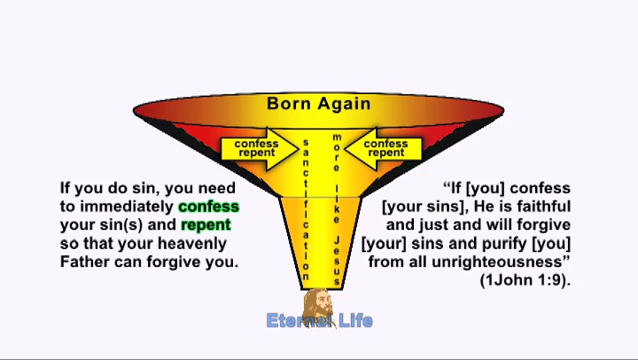 Born Again
confess
repent
confess
repent
sanctification
more like Jesus
If you do sin, you need
to immediately confess
your sin(s) and repent
so that your heavenly
Father can forgive you.
“If [you] confess
[your sins], He is faithful
and just and will forgive
[your] sins and purify [you]
from all unrighteousness”
(1John 1:9).
Eternal Life